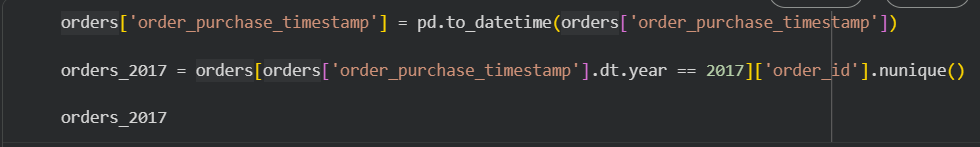 orders['order_purchase_timestamp'] = pd.to_datetime(orders['order_purchase_timestamp'])
orders_2017 = orders[orders['order_purchase_timestamp'].dt.year == 2017]['order_id'].nunique()
orders_2017